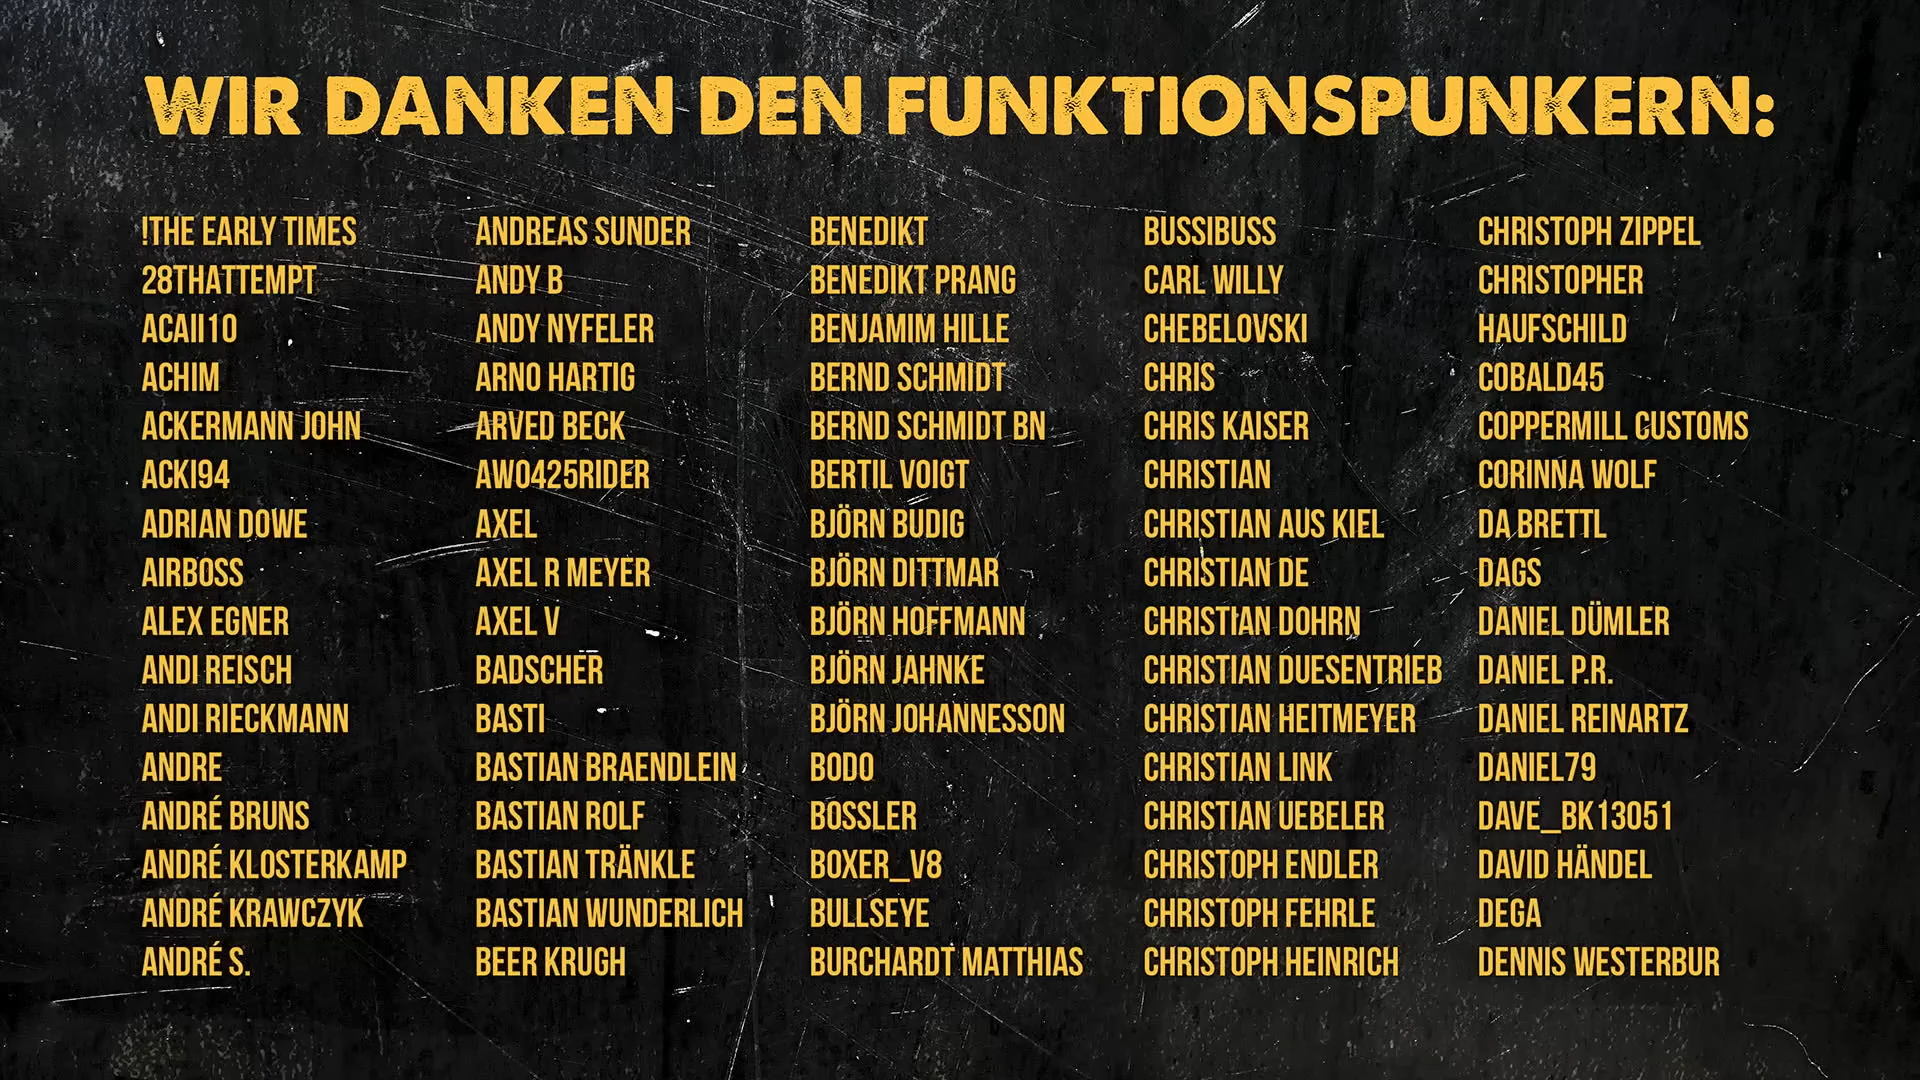 WIR DANKEN DEN FUNKTIONSPUNKERN:
!THE EARLY TIMES
28THATTEMPT
ACAII10
ACHIM
ACKERMANN JOHN
ACKI94
ADRIAN DOWE
AIRBOSS
ALEX EGNER
ANDI REISCH
ANDI RIECKMANN
ANDRE
ANDRÉ BRUNS
ANDRÉ KLOSTERKAMP
ANDRÉ KRAWCZYK
ANDRÉ S.
ANDREAS SUNDER
ANDY B
ANDY NYFELER
ARNO HARTIG
ARVED BECK
AWO425RIDER
AXEL
AXEL R MEYER
AXEL V
BADSCHER
BASTI
BASTIAN BRAENDLEIN
BASTIAN ROLF
BASTIAN TRÄNKLE
BASTIAN WUNDERLICH
BEER KRUGH
BENEDIKT
BENEDIKT PRANG
BENJAMIM HILLE
BERND SCHMIDT
BERND SCHMIDT BN
BERTIL VOIGT
BJÖRN BUDIG
BJÖRN DITTMAR
BJÖRN HOFFMANN
BJÖRN JAHNKE
BJÖRN JOHANNESSON
BODO
BOSSLER
BOXER_V8
BULLSEYE
BURCHARDT MATTHIAS
BUSSIBUSS
CARL WILLY
CHEBELOVSKI
CHRIS
CHRIS KAISER
CHRISTIAN
CHRISTIAN AUS KIEL
CHRISTIAN DE
CHRISTIAN DOHRN
CHRISTIAN DUESENTRIEB
CHRISTIAN HEITMEYER
CHRISTIAN LINK
CHRISTIAN UEBELER
CHRISTOPH ENDLER
CHRISTOPH FEHRLE
CHRISTOPH HEINRICH
CHRISTOPH ZIPPEL
CHRISTOPHER
HAUFSCHILD
COBALD45
COPPERMILL CUSTOMS
CORINNA WOLF
DA BRETTL
DAGS
DANIEL DÜMLER
DANIEL P.R.
DANIEL REINARTZ
DANIEL79
DAVE_BK13051
DAVID HÄNDEL
DEGA
DENNIS WESTERBUR